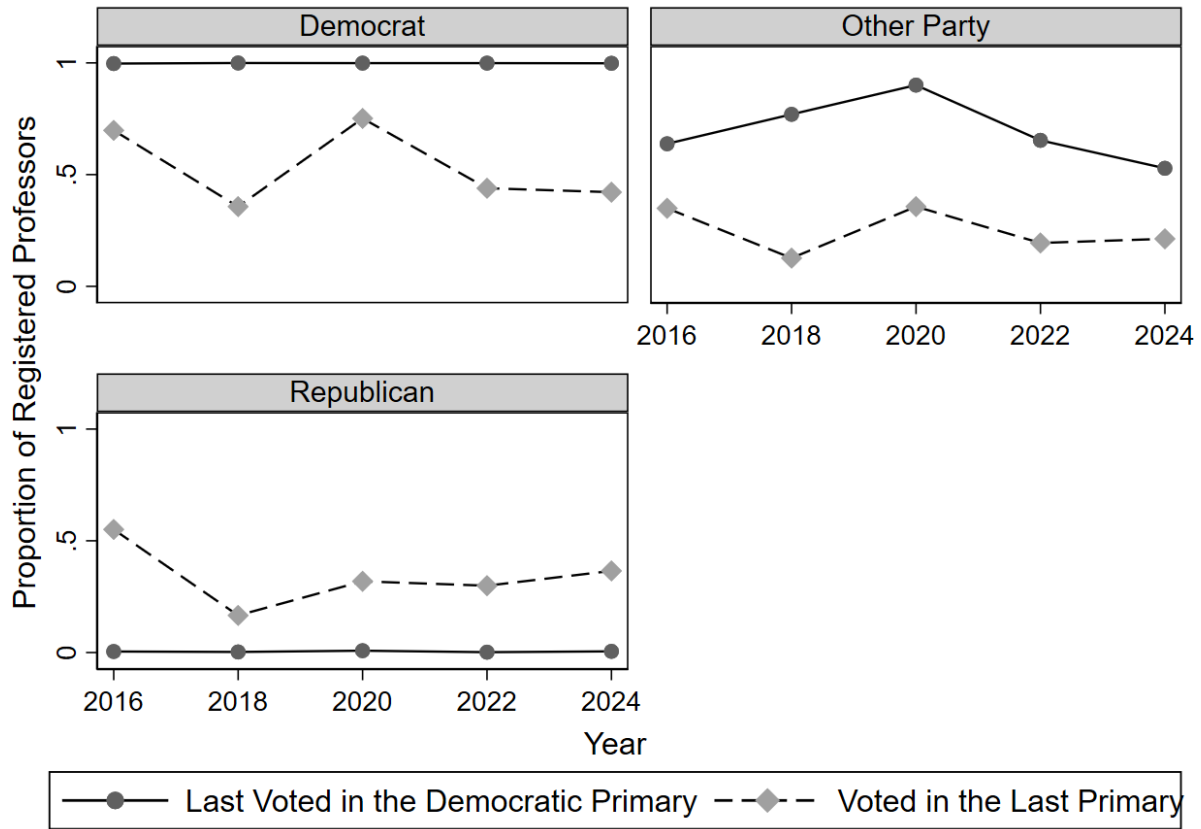 Democrat
Other Party
1
.5
0
2016 2018 2020 2022 2024
Republican
1
.5
0
2016 2018 2020 2022 2024
Proportion of Registered Professors
Year
Last Voted in the Democratic Primary Voted in the Last Primary